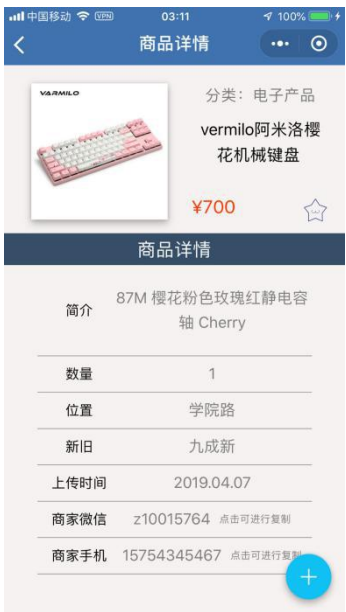 中国移动 VPN 03:11 100%
商品详情
VARMILO
分类：电子产品
vermilo阿米洛樱
花机械键盘
¥700
商品详情
简介 87M 樱花粉色玫瑰红静电容
轴 Cherry
数量 1
位置 学院路
新旧 九成新
上传时间 2019.04.07
商家微信 z10015764 点击可进行复制
商家手机 15754345467 点击可进行复制